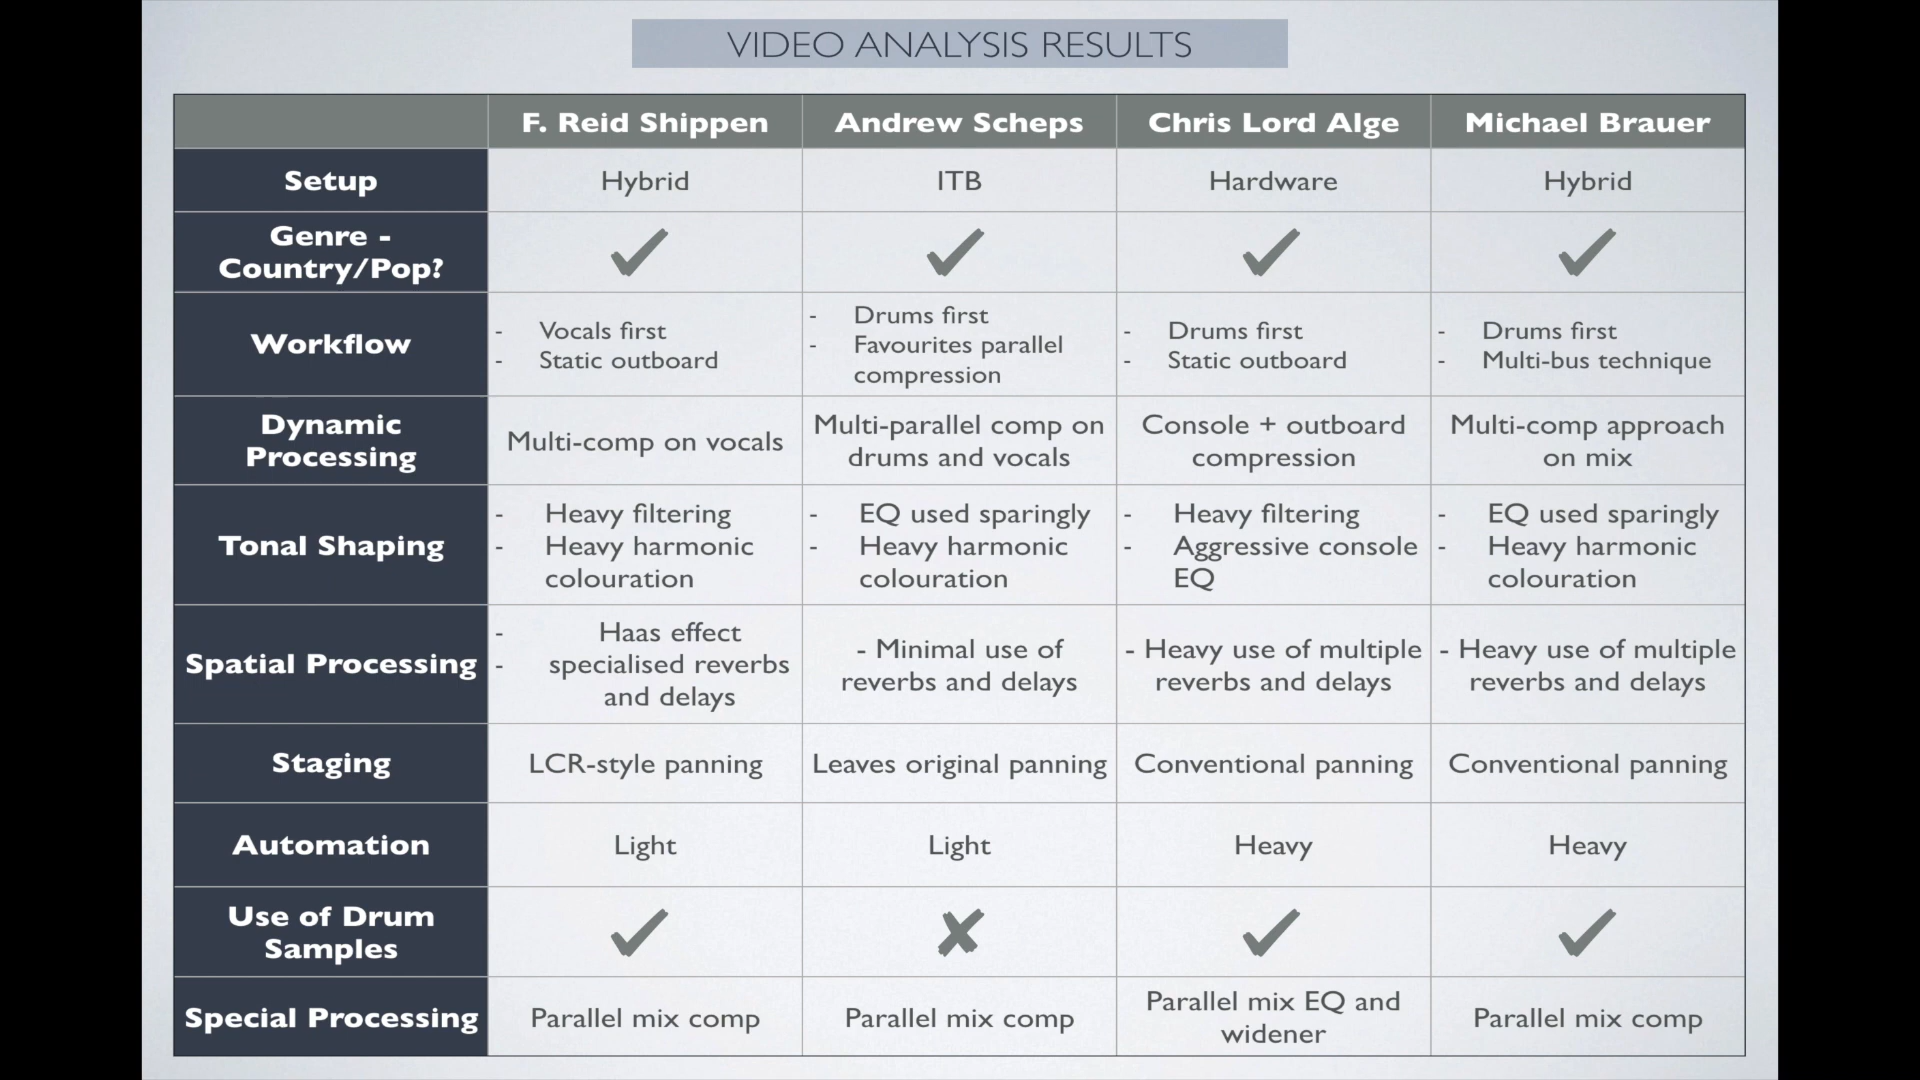 VIDEO ANALYSIS RESULTS
F. Reid Shippen
Andrew Scheps
Chris Lord Alge
Michael Brauer
Setup
Hybrid
ITB
Hardware
Hybrid
Genre -
Country/Pop?
✔
✔
✔
✔
Workflow
- Vocals first
- Static outboard
- Drums first
- Favourites parallel
compression
- Drums first
- Static outboard
- Drums first
- Multi-bus technique
Dynamic
Processing
Multi-comp on vocals
Multi-parallel comp on
drums and vocals
Console + outboard
compression
Multi-comp approach
on mix
Tonal Shaping
- Heavy filtering
- Heavy harmonic
colouration
- EQ used sparingly
- Heavy harmonic
colouration
- Heavy filtering
- Aggressive console
EQ
- EQ used sparingly
- Heavy harmonic
colouration
Spatial Processing
- Haas effect
- specialised reverbs
and delays
- Minimal use of
reverbs and delays
- Heavy use of multiple
reverbs and delays
- Heavy use of multiple
reverbs and delays
Staging
LCR-style panning
Leaves original panning
Conventional panning
Conventional panning
Automation
Light
Light
Heavy
Heavy
Use of Drum
Samples
✔
✘
✔
✔
Special Processing
Parallel mix comp
Parallel mix comp
Parallel mix EQ and
widener
Parallel mix comp